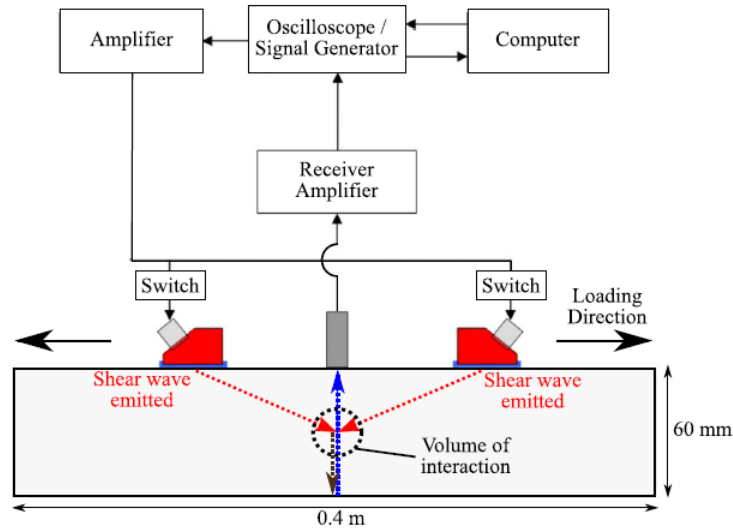 Amplifier
Oscilloscope /
Signal Generator
Computer
Receiver
Amplifier
Switch
Switch
Loading
Direction
Shear wave
emitted
Shear wave
emitted
Volume of
interaction
60 mm
0.4 m